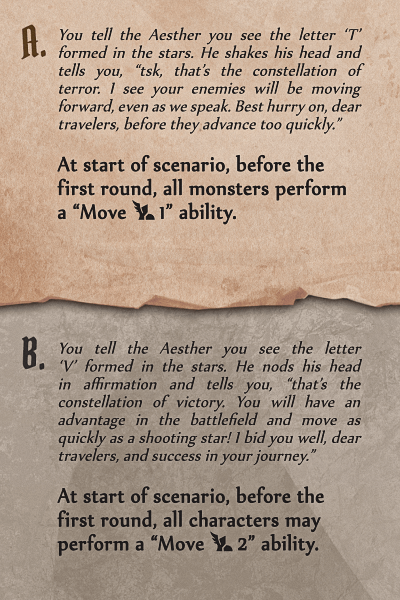 A.
You tell the Aesther you see the letter ‘T’
formed in the stars. He shakes his head and
tells you, “tsk, that’s the constellation of
terror. I see your enemies will be moving
forward, even as we speak. Best hurry on, dear
travelers, before they advance too quickly.”
At start of scenario, before the
first round, all monsters perform
a “Move 1” ability.
B.
You tell the Aesther you see the letter
‘V’ formed in the stars. He nods his head
in affirmation and tells you, “that’s the
constellation of victory. You will have an
advantage in the battlefield and move as
quickly as a shooting star! I bid you well, dear
travelers, and success in your journey.”
At start of scenario, before the
first round, all characters may
perform a “Move 2” ability.